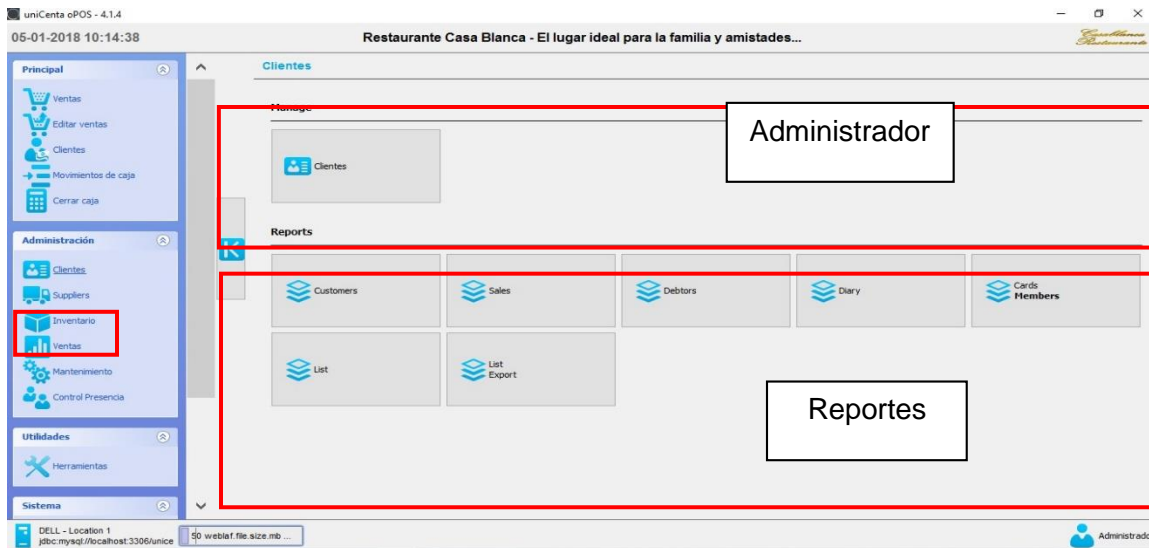 uniCenta oPOS - 4.1.4
05-01-2018 10:14:38
Restaurante Casa Blanca - El lugar ideal para la familia y amistades...
Casablanca
Restaurante
Principal
Ventas
Editar ventas
Clientes
Movimientos de caja
Cerrar caja
Administración
Clientes
Suppliers
Inventario
Ventas
Mantenimiento
Control Presencia
Utilidades
Herramientas
Sistema
Clientes
Manage
Administrador
Clientes
Reports
Customers
Sales
Debtors
Diary
Cards
Members
List
List
Export
Reportes
DELL - Location 1
jdbc:mysql://localhost:3306/unice
50 weblaf.file.size.mb ...
Administrado